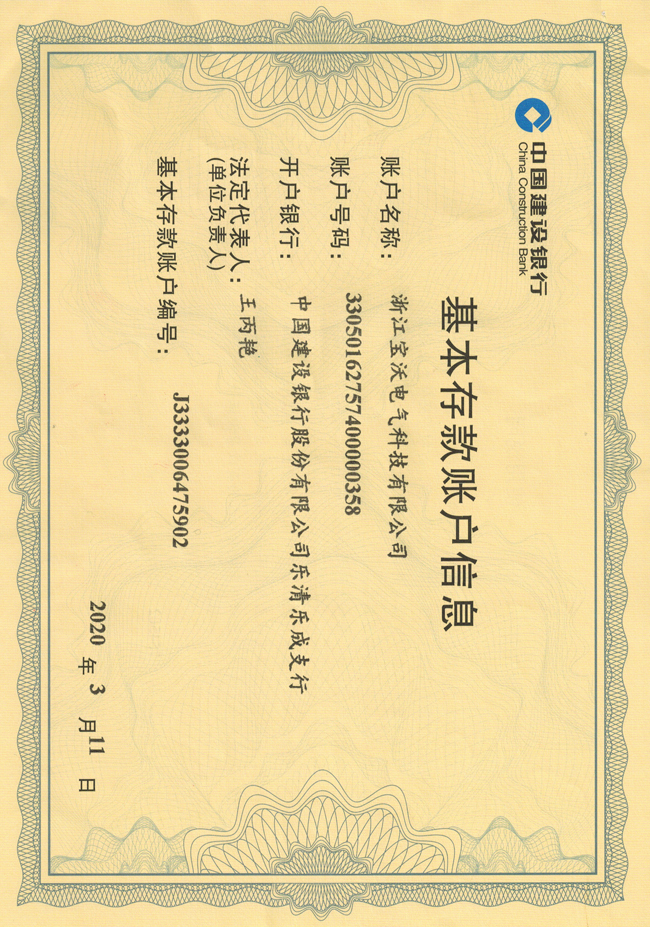 中国建设银行
China Construction Bank
基本存款账户信息
账户名称：浙江宝沃电气科技有限公司
账户号码：33050162757400000358
开户银行：中国建设银行股份有限公司乐清乐成支行
法定代表人：王丙艳
（单位负责人）
基本存款账户编号：J3333006475902
2020 年 3 月 11 日